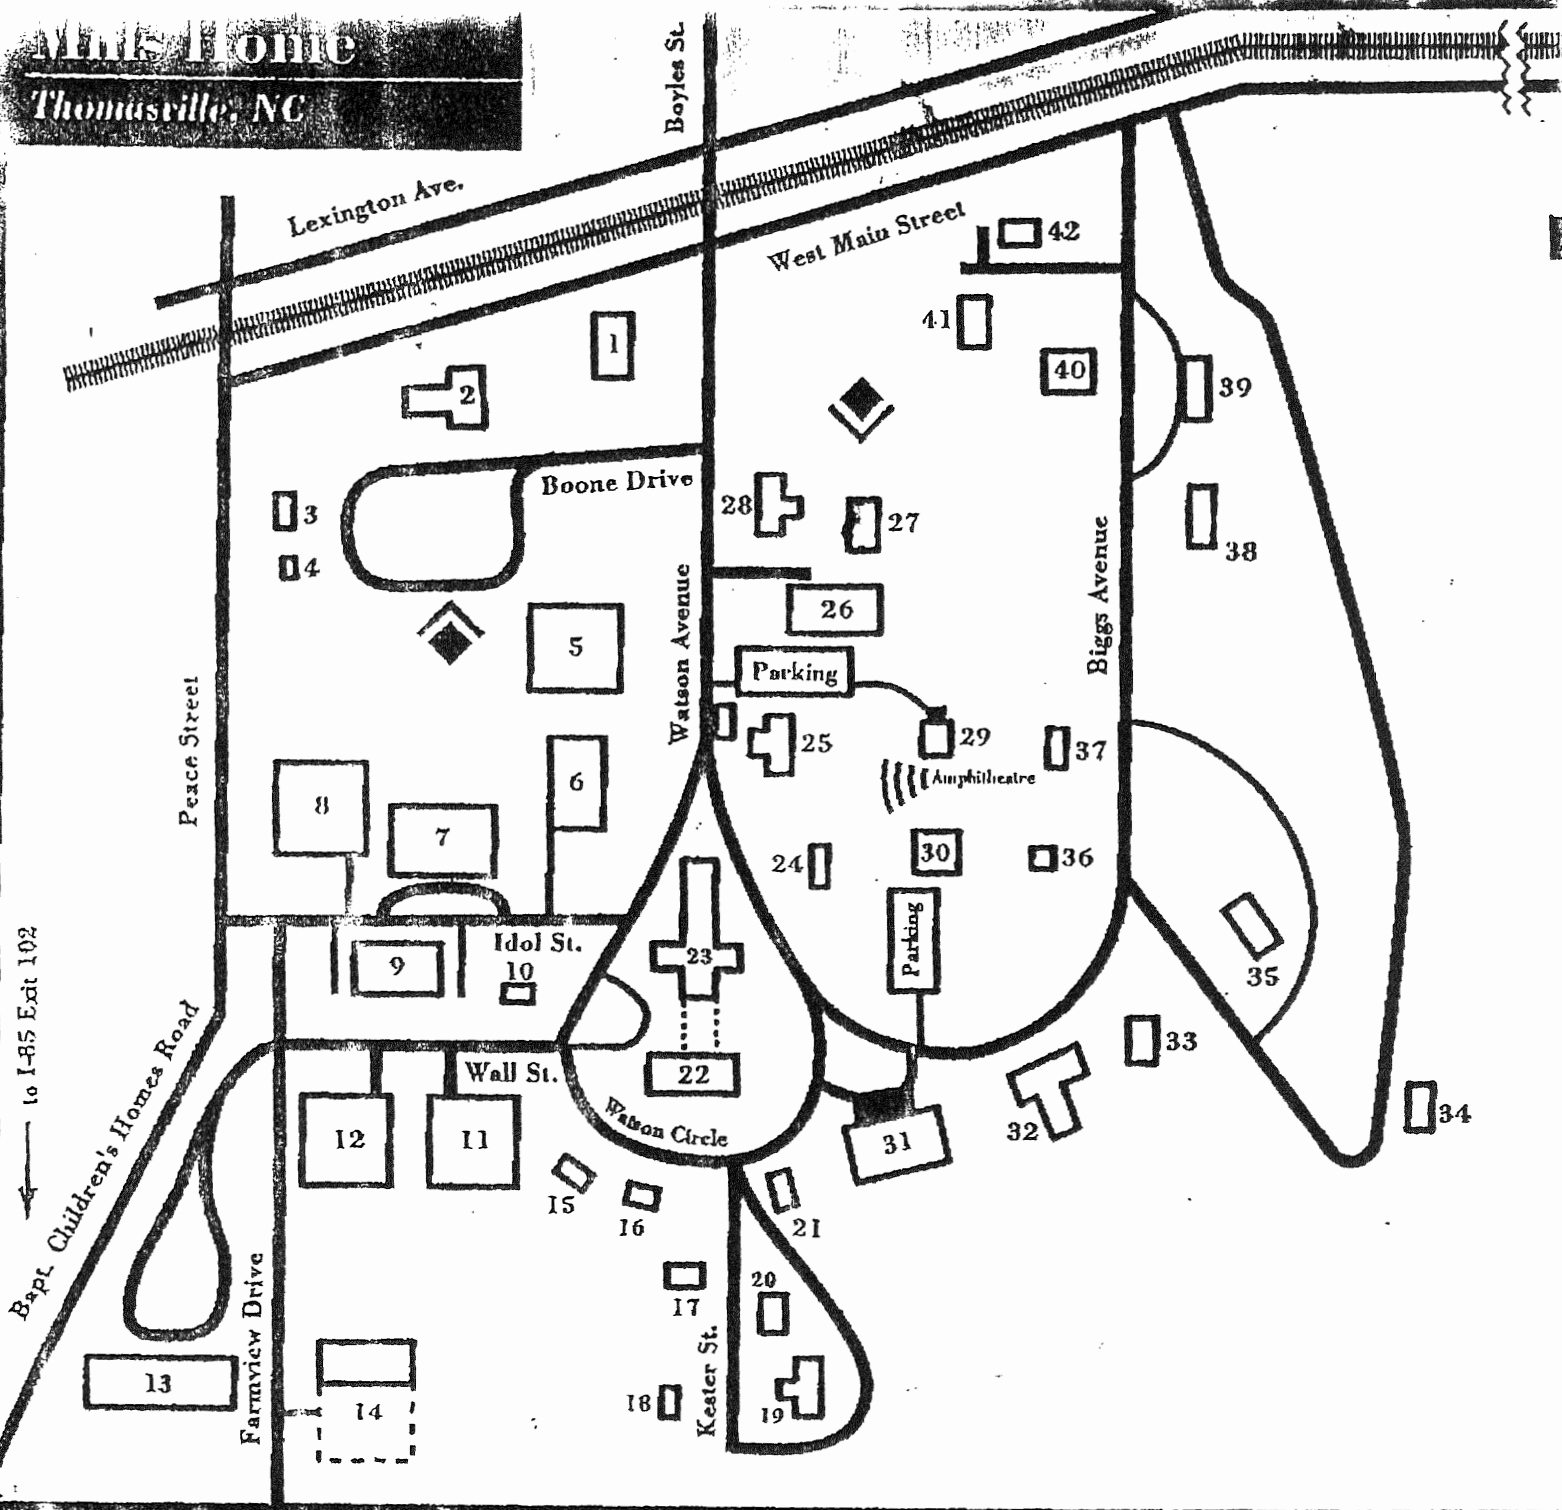 Mills Home
Thomasville, NC
Boyles St.
Lexington Ave.
West Main Street
42
41
1
40
39
2
Boone Drive
3
28
27
38
4
Watson Avenue
Biggs Avenue
26
5
Parking
Peace Street
25
29
37
6
Amphitheatre
8
7
24
30
36
Parking
Idol St.
23
9
10
35
to I-85 Exit 102
Bapt. Children's Homes Road
33
Wall St.
22
Watson Circle
34
32
12
11
31
15
16
21
17
20
Farmview Drive
Kester St.
13
14
18
19